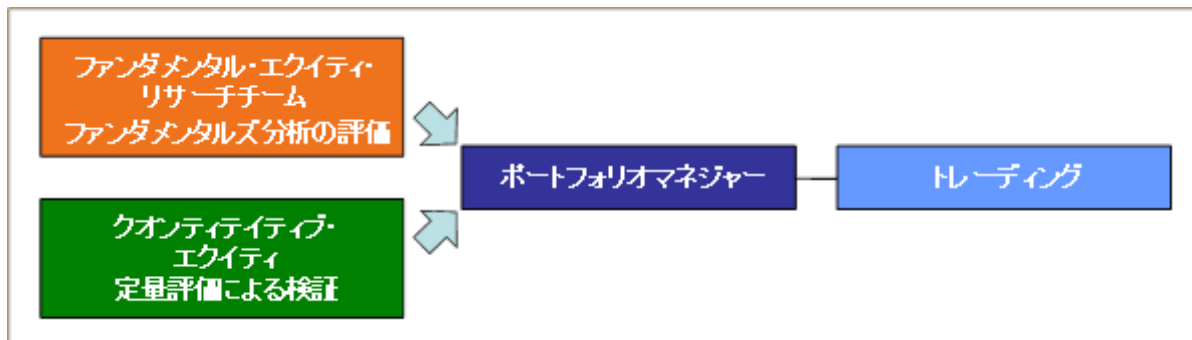 ファンダメンタル・エクイティ・
リサーチチーム
ファンダメンタルズ分析の評価
クオンティテイティブ・
エクイティ
定量評価による検証
ポートフォリオマネジャー
トレーディング